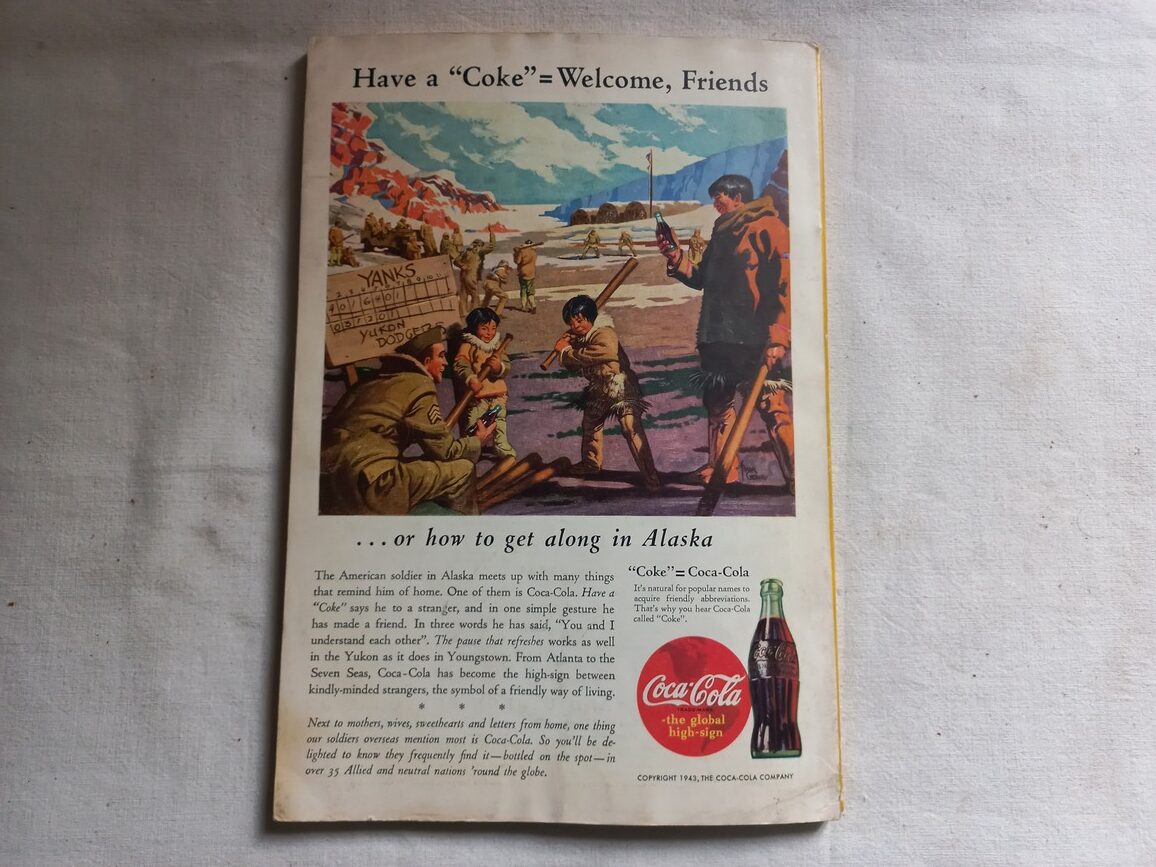 Have a “Coke” = Welcome, Friends
YANKS
YUKON
DODGERS
...or how to get along in Alaska
The American soldier in Alaska meets up with many things
that remind him of home. One of them is Coca-Cola. Have a
“Coke” says he to a stranger, and in one simple gesture he
has made a friend. In three words he has said, “You and I
understand each other”. The pause that refreshes works as well
in the Yukon as it does in Youngstown. From Atlanta to the
Seven Seas, Coca-Cola has become the high-sign between
kindly-minded strangers, the symbol of a friendly way of living.
* * *
Next to mothers, wives, sweethearts and letters from home, one thing
our soldiers overseas mention most is Coca-Cola. So you'll be de-
lighted to know they frequently find it—bottled on the spot—in
over 35 Allied and neutral nations 'round the globe.
“Coke” = Coca-Cola
It's natural for popular names to
acquire friendly abbreviations.
That's why you hear Coca-Cola
called “Coke”.
Coca-Cola
TRADE-MARK
-the global
high-sign
Coca-Cola
COPYRIGHT 1943, THE COCA-COLA COMPANY